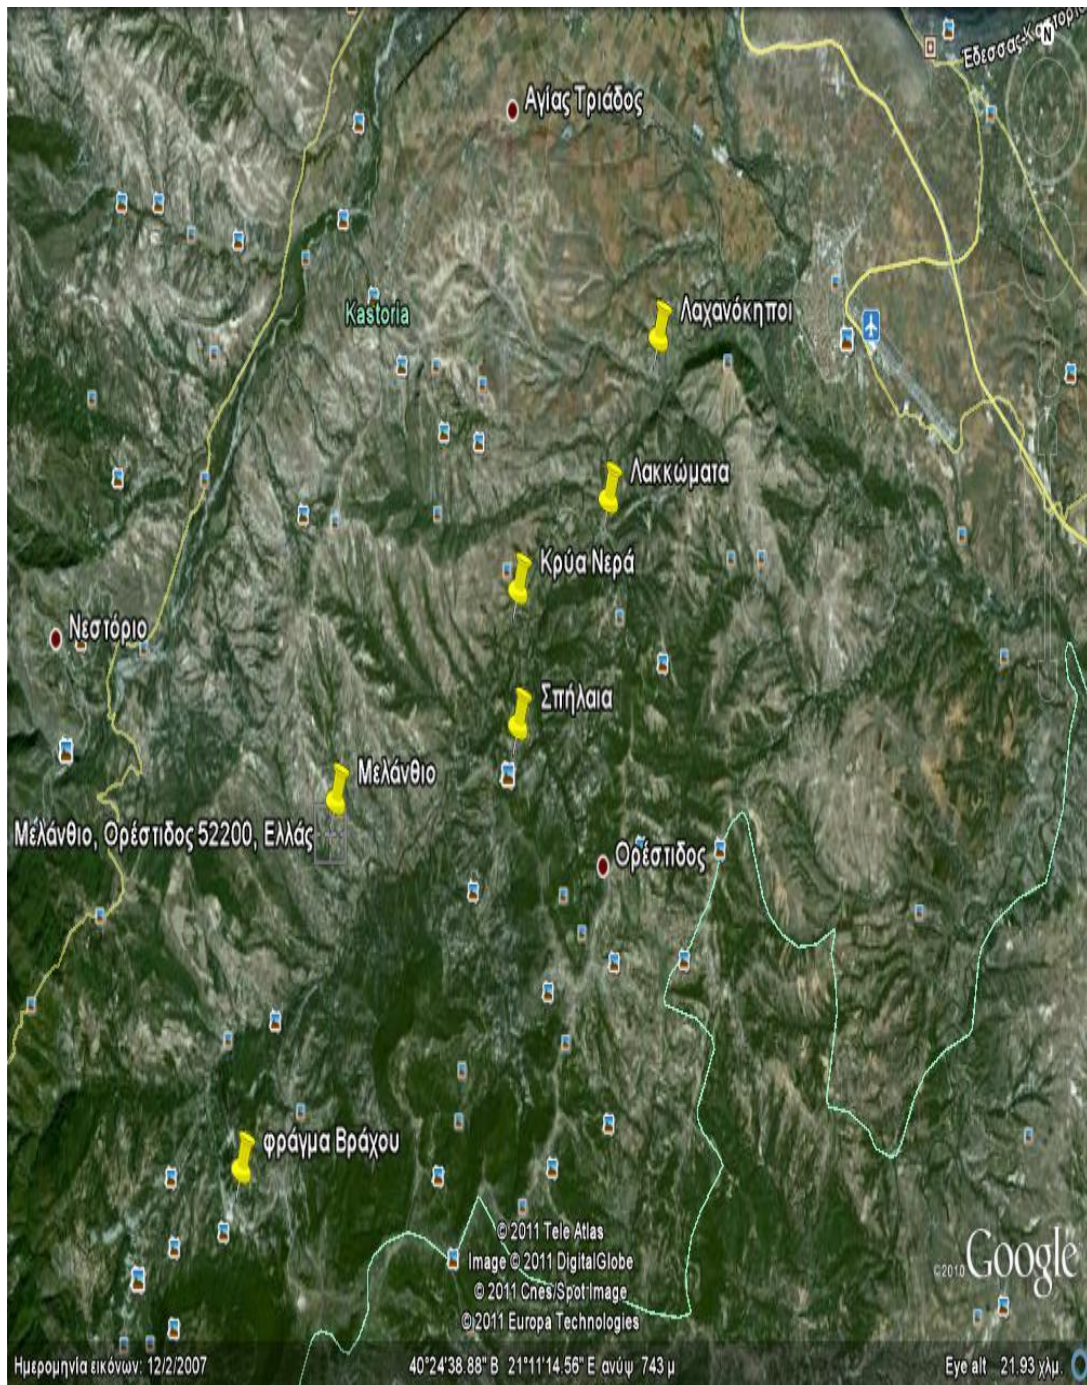 Έδεσσας-Καστοριά
N
Αγίας Τριάδος
Λαχανόκηποι
Kastoria
Λακκώματα
Κρύα Νερά
Νεστόριο
Σπήλαια
Μελάνθιο
Μελάνθιο, Ορέστιδος 52200, Ελλάς
Ορέστιδος
φράγμα Βράχου
© 2011 Tele Atlas
Image © 2011 DigitalGlobe
© 2011 Cnes/Spot Image
© 2011 Europa Technologies
©2010 Google
Ημερομηνία εικόνων: 12/2/2007 40°24'38.88" Β 21°11'14.56" Ε ανύψ 743 μ Eye alt 21.93 χλμ.